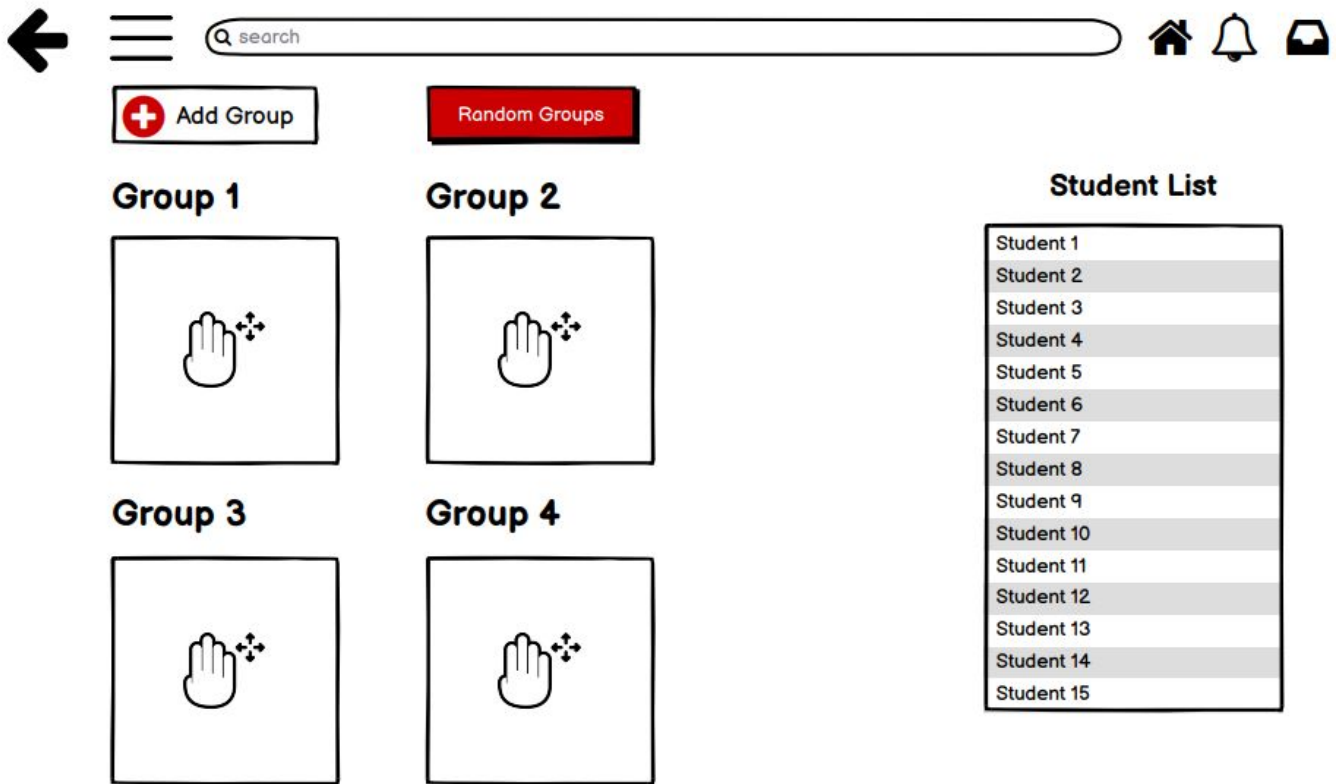 search
Add Group
Random Groups
Group 1
Group 2
Group 3
Group 4
Student List
Student 1
Student 2
Student 3
Student 4
Student 5
Student 6
Student 7
Student 8
Student 9
Student 10
Student 11
Student 12
Student 13
Student 14
Student 15